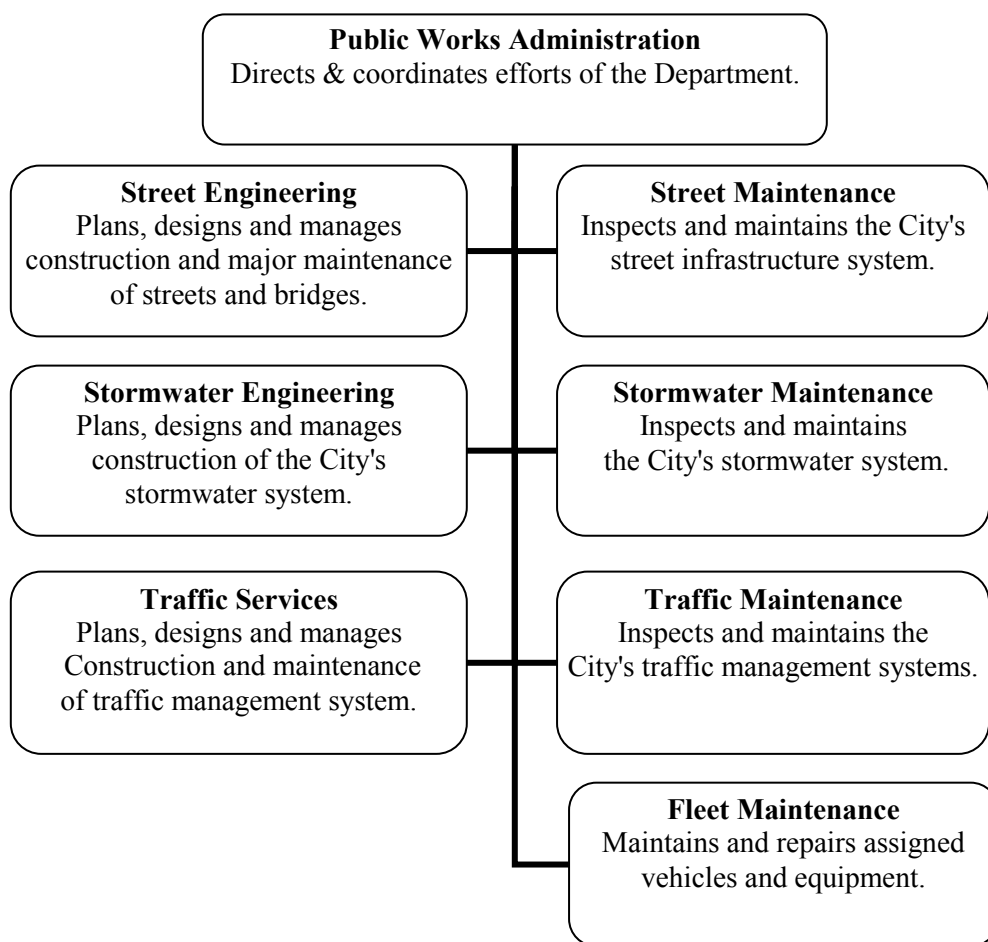 Public Works Administration
Directs & coordinates efforts of the Department.
Street Engineering
Plans, designs and manages
construction and major maintenance
of streets and bridges.
Street Maintenance
Inspects and maintains the City's
street infrastructure system.
Stormwater Engineering
Plans, designs and manages
construction of the City's
stormwater system.
Stormwater Maintenance
Inspects and maintains
the City's stormwater system.
Traffic Services
Plans, designs and manages
Construction and maintenance
of traffic management system.
Traffic Maintenance
Inspects and maintains the
City's traffic management systems.
Fleet Maintenance
Maintains and repairs assigned
vehicles and equipment.